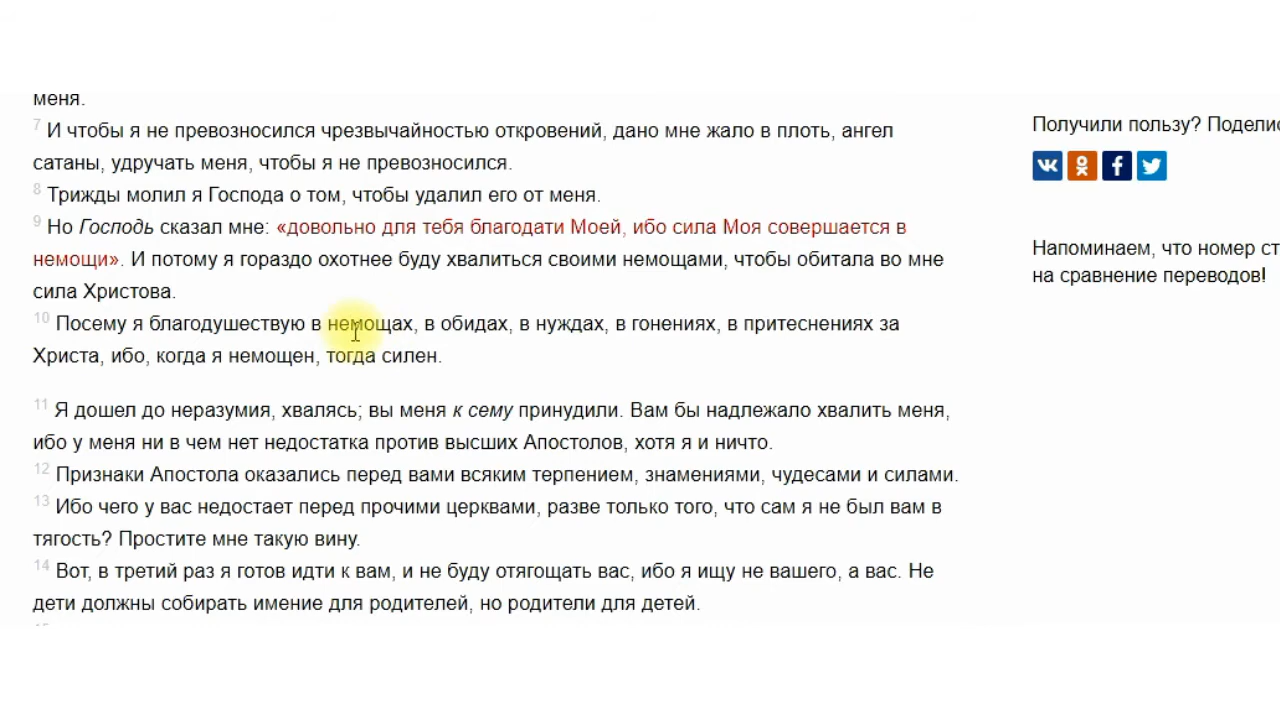 меня.
7 И чтобы я не превозносился чрезвычайностью откровений, дано мне жало в плоть, ангел
сатаны, удручать меня, чтобы я не превозносился.
8 Трижды молил я Господа о том, чтобы удалил его от меня.
9 Но Господь сказал мне: «довольно для тебя благодати Моей, ибо сила Моя совершается в
немощи». И потому я гораздо охотнее буду хвалиться своими немощами, чтобы обитала во мне
сила Христова.
10 Посему я благодушествую в немощах, в обидах, в нуждах, в гонениях, в притеснениях за
Христа, ибо, когда я немощен, тогда силен.
11 Я дошел до неразумия, хвалясь; вы меня к сему принудили. Вам бы надлежало хвалить меня,
ибо у меня ни в чем нет недостатка против высших Апостолов, хотя я и ничто.
12 Признаки Апостола оказались перед вами всяким терпением, знамениями, чудесами и силами.
13 Ибо чего у вас недостает перед прочими церквами, разве только того, что сам я не был вам в
тягость? Простите мне такую вину.
14 Вот, в третий раз я готов идти к вам, и не буду отягощать вас, ибо я ищу не вашего, а вас. Не
дети должны собирать имение для родителей, но родители для детей.
Получили пользу? Поделис
Напоминаем, что номер ст
на сравнение переводов!